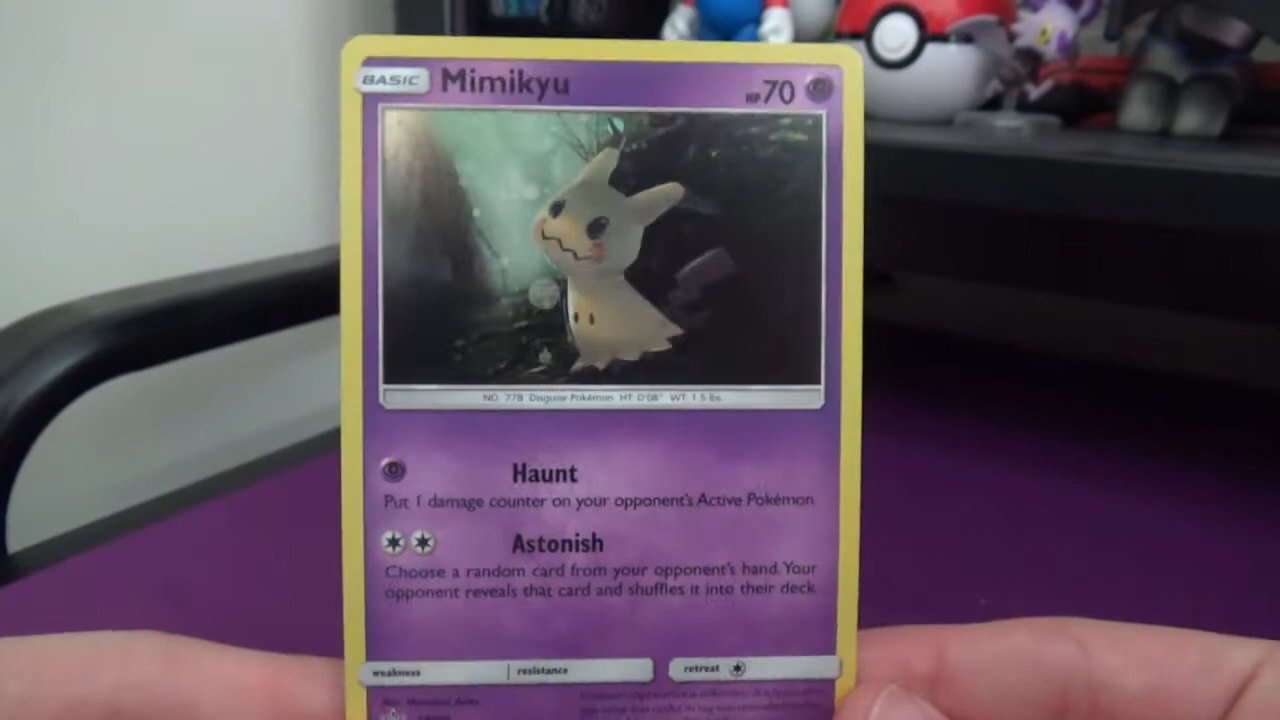 BASIC Mimikyu HP70
NO. 778 Disguise Pokémon HT 0'08" WT 1.5 lbs
Haunt
Put 1 damage counter on your opponent's Active Pokémon
Astonish
Choose a random card from your opponent's hand. Your
opponent reveals that card and shuffles it into their deck
weakness resistance retreat